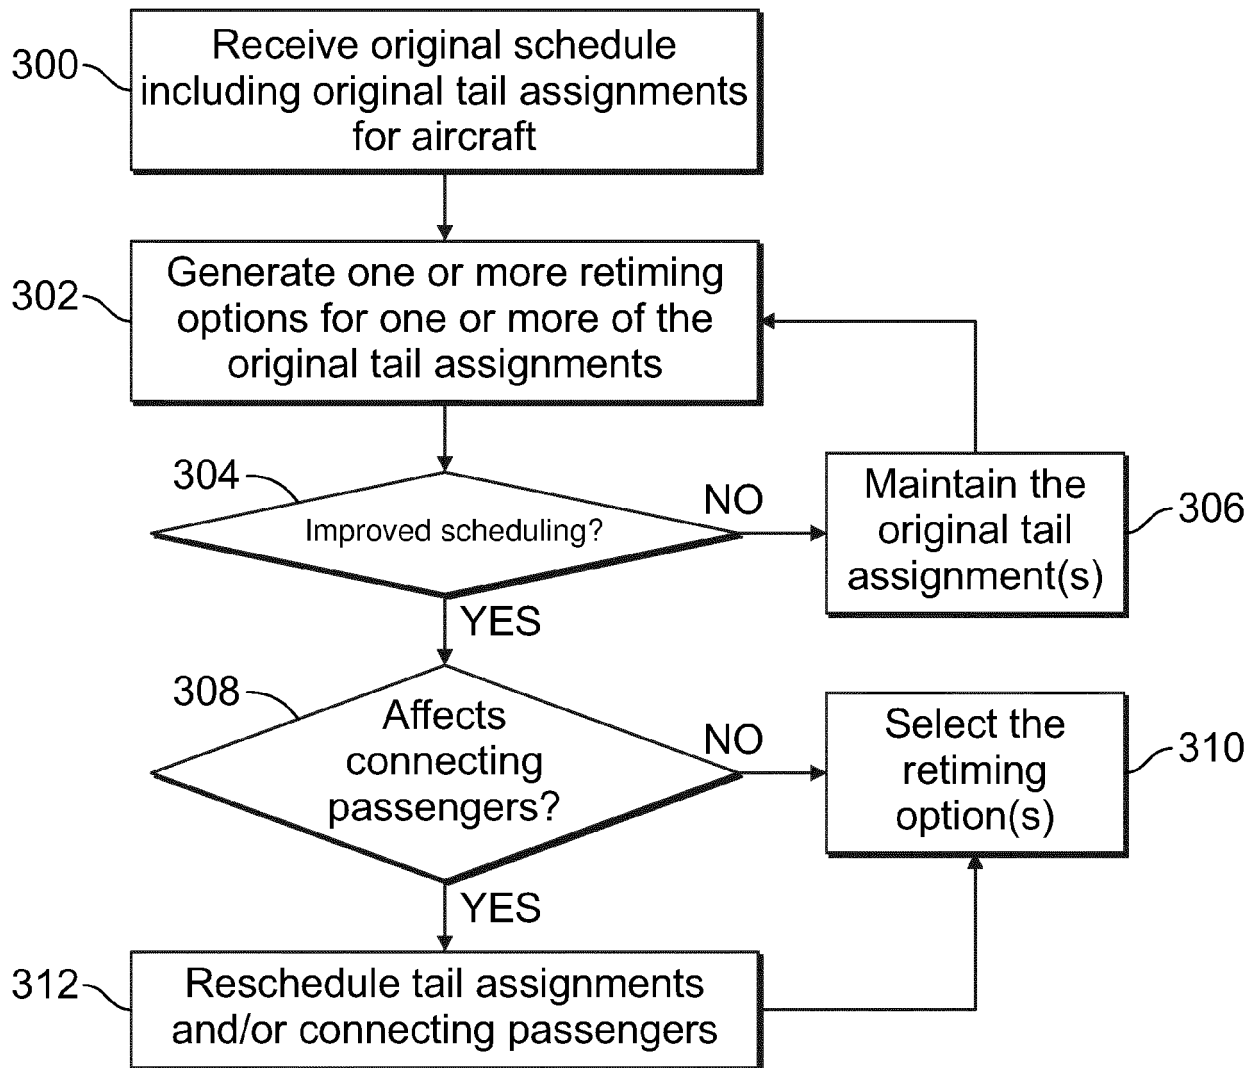 300
Receive original schedule
including original tail assignments
for aircraft
302
Generate one or more retiming
options for one or more of the
original tail assignments
304
Improved scheduling?
NO
Maintain the
original tail
assignment(s)
306
YES
308
Affects
connecting
passengers?
NO
Select the
retiming
option(s)
310
YES
312
Reschedule tail assignments
and/or connecting passengers